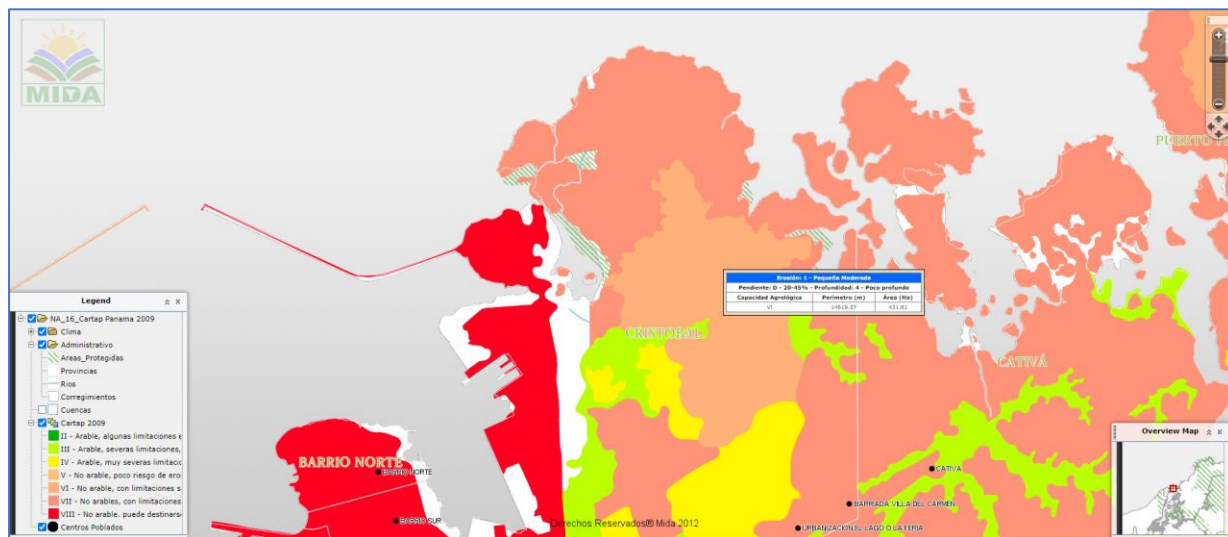 MIDA
PUERTO
Erosión: 1 - Pequeña Moderada
Pendiente: D - 20-45% - Profundidad: 4 - Poco profundo
Capacidad Agrológica Perímetro (m) Área (Ha)
VI 14619.57 431.81
CRISTOBAL
CATIVÁ
Legend
NA_16_Cartap Panama 2009
Clima
Administrativo
Areas_Protegidas
Provincias
Rios
Corregimientos
Cuencas
Cartap 2009
II - Arable, algunas limitaciones e
III - Arable, severas limitaciones,
IV - Arable, muy severas limitacio
V - No arable, poco riesgo de ero
VI - No arable, con limitaciones s
VII - No arables, con limitaciones
VIII - No arable. puede destinars
Centros Poblados
BARRIO NORTE
BARRIO NORTE
BARRIO SUR
CATIVA
BARRADA VILLA DEL CARMEN
URBANIZACION EL LAGO O LA FERIA
Derechos Reservados® Mida 2012
Overview Map